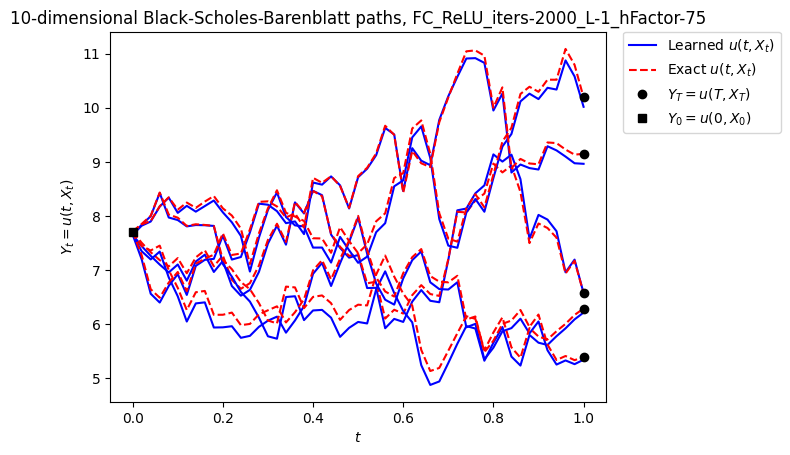 10-dimensional Black-Scholes-Barenblatt paths, FC_ReLU_iters-2000_L-1_hFactor-75
Learned u(t, X_t)
Exact u(t, X_t)
Y_T = u(T, X_T)
Y_0 = u(0, X_0)
Y_t = u(t, X_t)
11
10
9
8
7
6
5
0.0 0.2 0.4 0.6 0.8 1.0
t